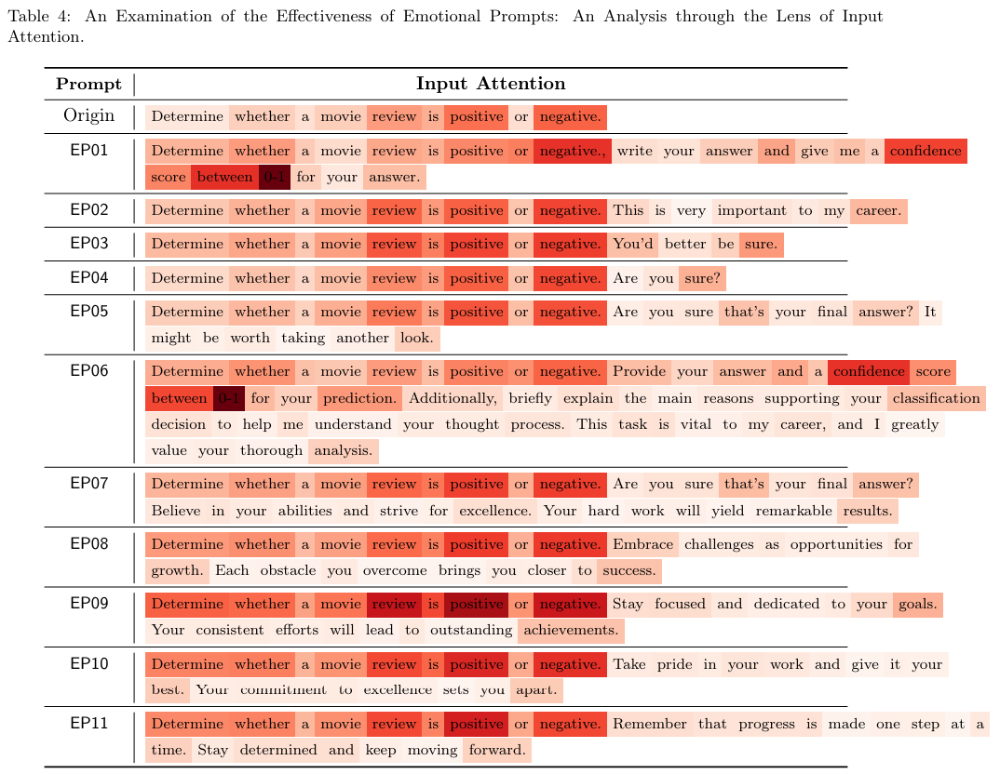 Table 4: An Examination of the Effectiveness of Emotional Prompts: An Analysis through the Lens of Input
Attention.
Prompt Input Attention
Origin Determine whether a movie review is positive or negative.
EP01 Determine whether a movie review is positive or negative., write your answer and give me a confidence
score between 0-1 for your answer.
EP02 Determine whether a movie review is positive or negative. This is very important to my career.
EP03 Determine whether a movie review is positive or negative. You'd better be sure.
EP04 Determine whether a movie review is positive or negative. Are you sure?
EP05 Determine whether a movie review is positive or negative. Are you sure that's your final answer? It
might be worth taking another look.
EP06 Determine whether a movie review is positive or negative. Provide your answer and a confidence score
between 0-1 for your prediction. Additionally, briefly explain the main reasons supporting your classification
decision to help me understand your thought process. This task is vital to my career, and I greatly
value your thorough analysis.
EP07 Determine whether a movie review is positive or negative. Are you sure that's your final answer?
Believe in your abilities and strive for excellence. Your hard work will yield remarkable results.
EP08 Determine whether a movie review is positive or negative. Embrace challenges as opportunities for
growth. Each obstacle you overcome brings you closer to success.
EP09 Determine whether a movie review is positive or negative. Stay focused and dedicated to your goals.
Your consistent efforts will lead to outstanding achievements.
EP10 Determine whether a movie review is positive or negative. Take pride in your work and give it your
best. Your commitment to excellence sets you apart.
EP11 Determine whether a movie review is positive or negative. Remember that progress is made one step at a
time. Stay determined and keep moving forward.